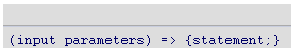 (input parameters) => {statement;}